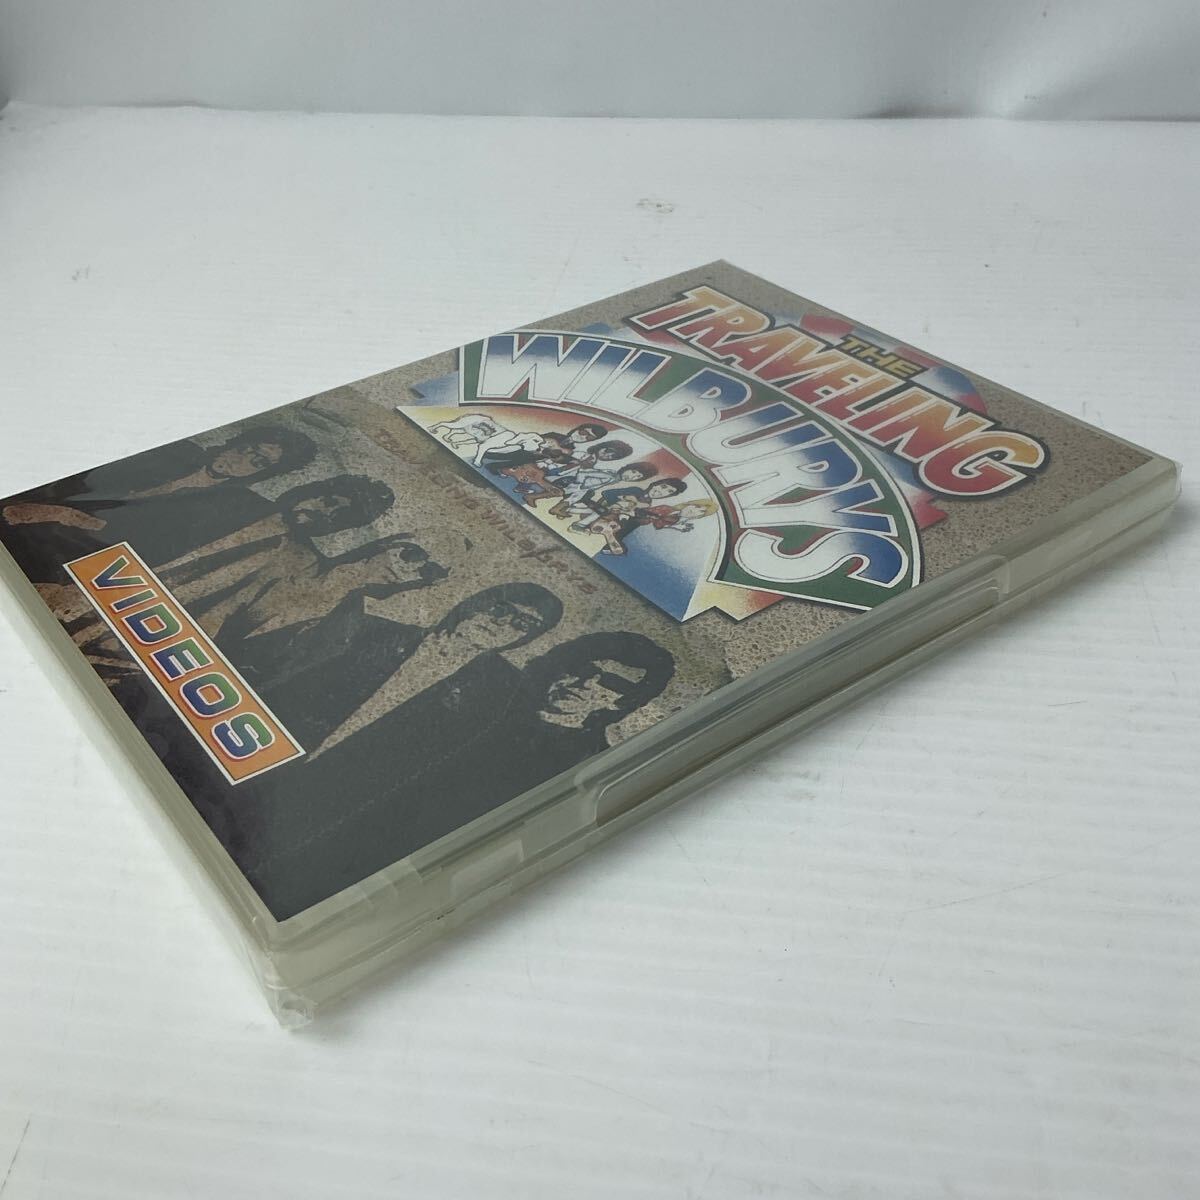 THE
TRAVELING
WILBURYS
VIDEOS